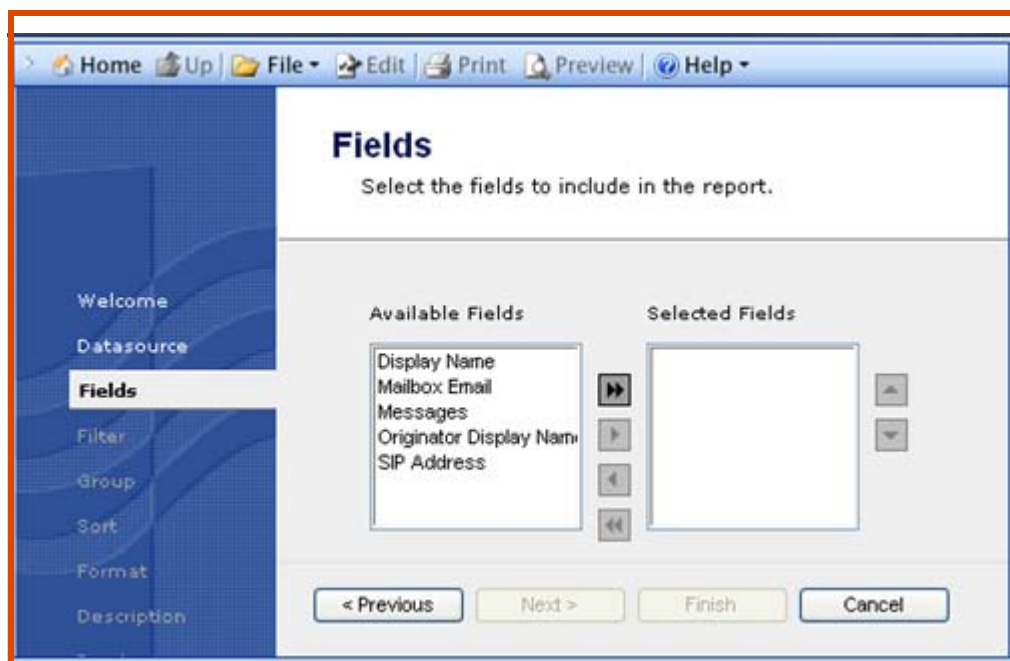 Home Up File Edit Print Preview Help
Fields
Select the fields to include in the report.
Welcome
Datasource
Fields
Filter
Group
Sort
Format
Description
Available Fields
Selected Fields
Display Name
Mailbox Email
Messages
Originator Display Nam
SIP Address
< Previous
Next >
Finish
Cancel